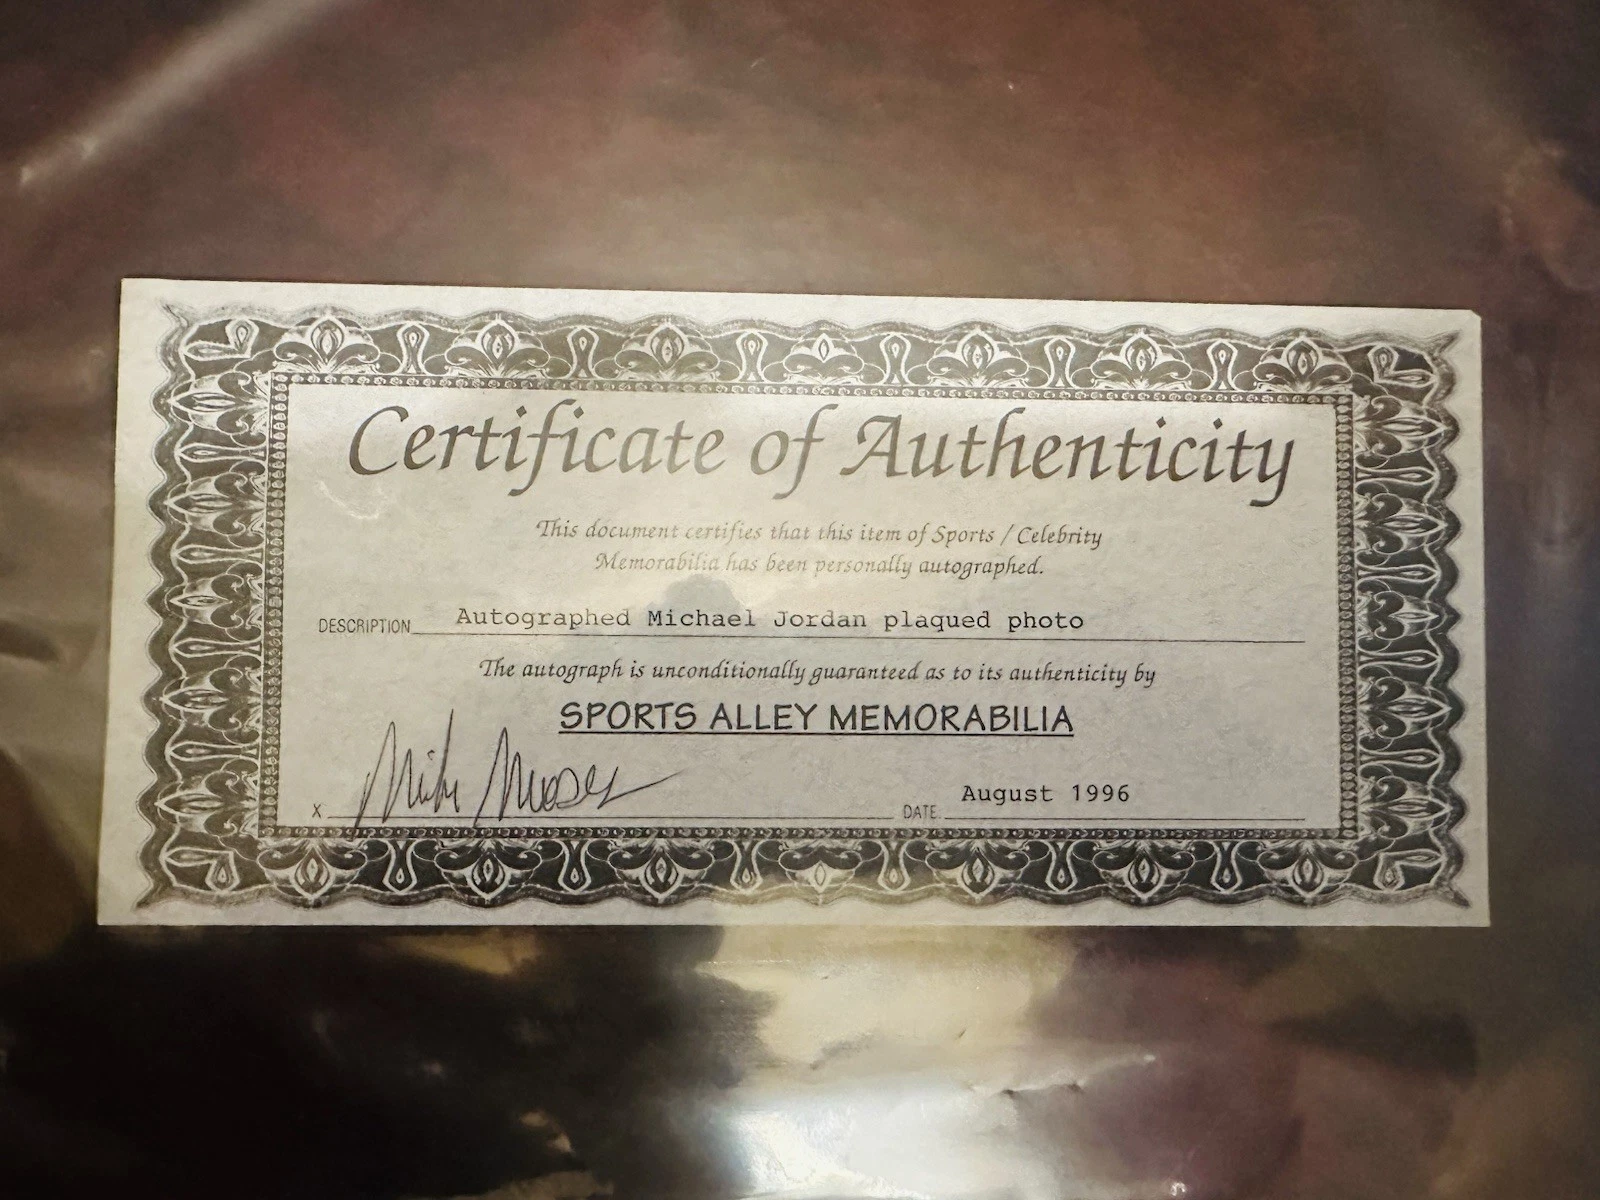 Certificate of Authenticity
This document certifies that this item of Sports / Celebrity
Memorabilia has been personally autographed.
DESCRIPTION Autographed Michael Jordan plaqued photo
The autograph is unconditionally guaranteed as to its authenticity by
SPORTS ALLEY MEMORABILIA
X Mike Moses DATE August 1996